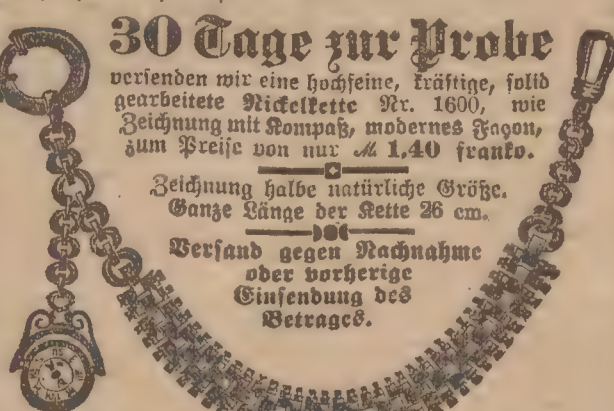 30 Tage zur Probe
versenden wir eine hochfeine, kräftige, solid
gearbeitete Nickelkette Nr. 1600, wie
Zeichnung mit Kompaß, modernes Façon,
zum Preise von nur M 1,40 franko.
Zeichnung halbe natürliche Größe.
Ganze Länge der Kette 26 cm.
Versand gegen Nachnahme
oder vorherige
Einsendung des
Betrages.